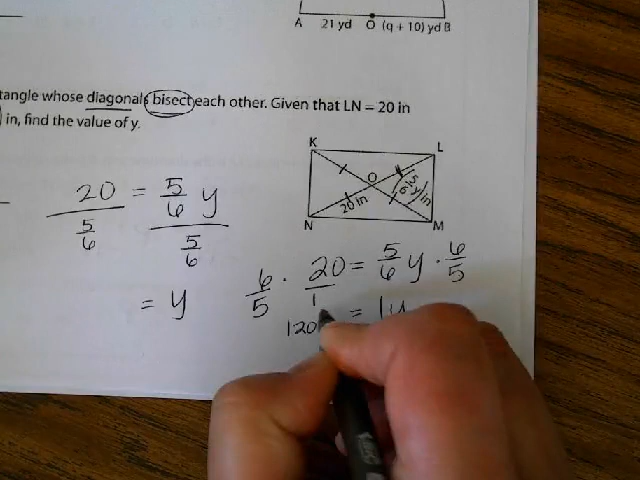 A 21 yd O (q + 10) yd B
tangle whose diagonals bisect each other. Given that LN = 20 in
in, find the value of y.
K L
O
20 in (5/6 y) in
N M
20 = 5/6 y
5/6 5/6
= y
6/5 · 20/1 = 5/6 y · 6/5
120 = 1y